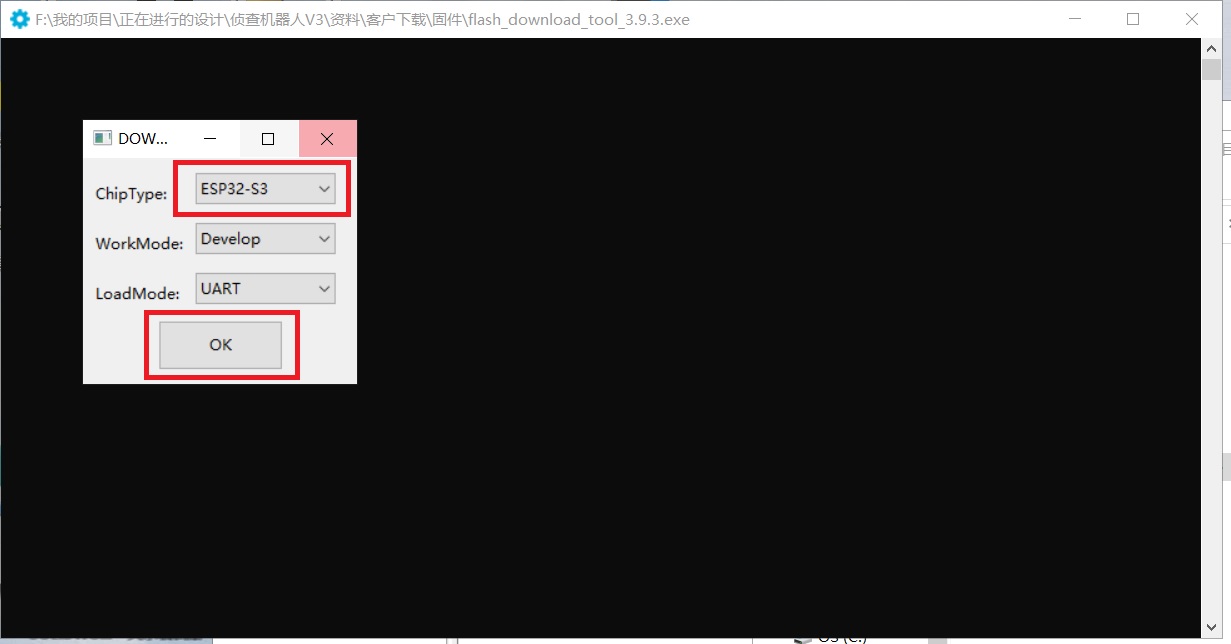 F:\我的项目\正在进行的设计\侦查机器人V3\资料\客户下载\固件\flash_download_tool_3.9.3.exe
DOW...
ChipType: ESP32-S3
WorkMode: Develop
LoadMode: UART
OK